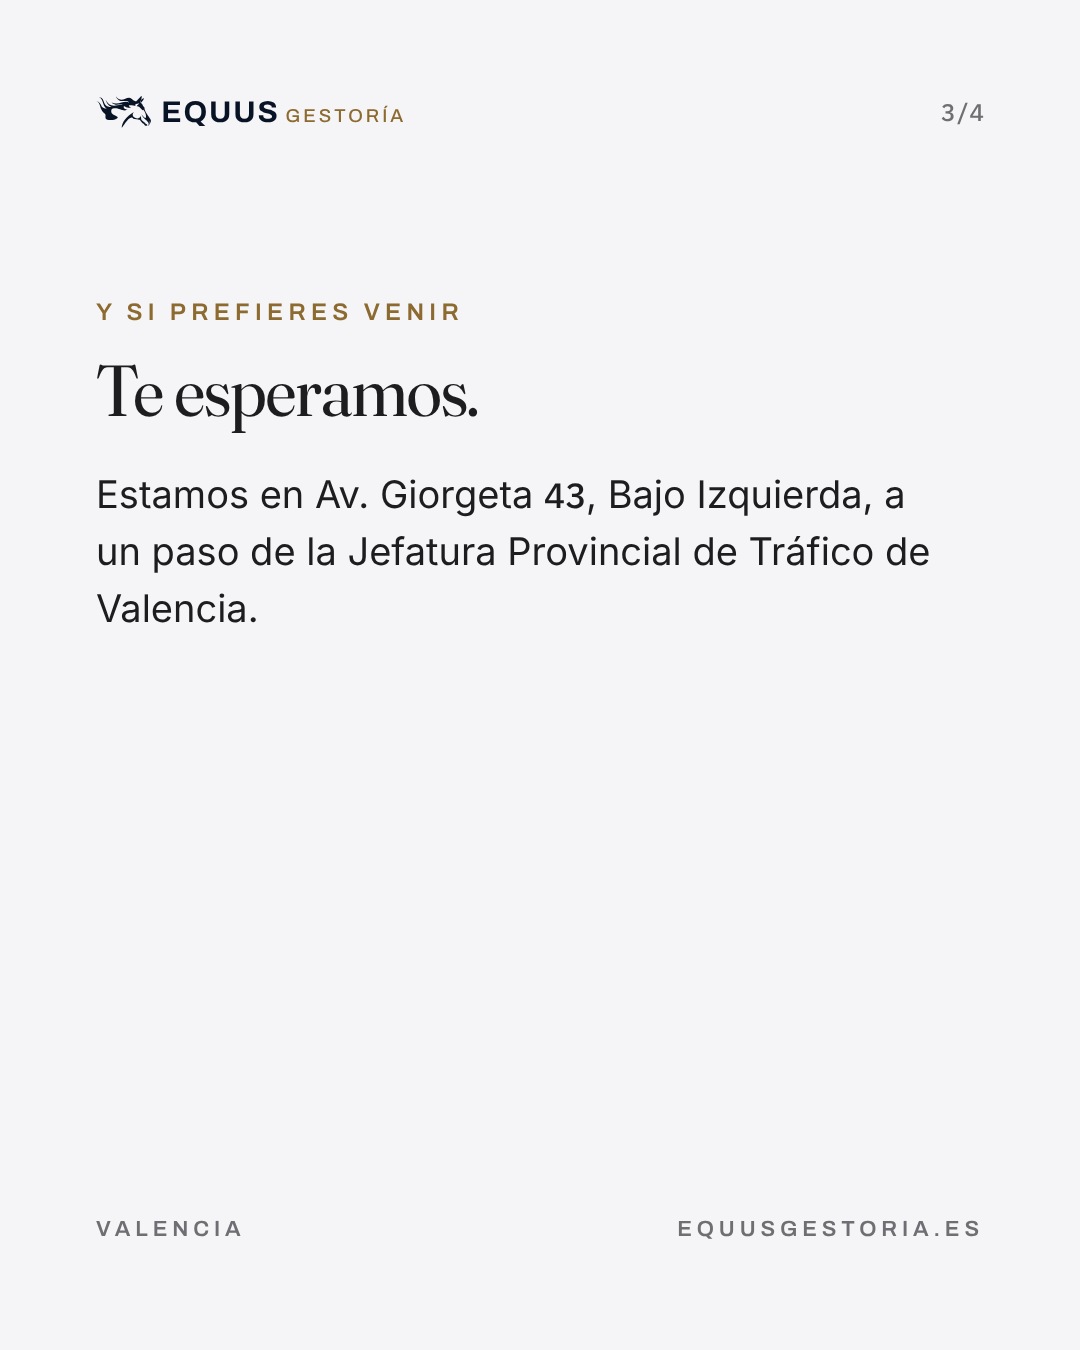 EQUUS GESTORÍA
3/4
Y SI PREFIERES VENIR
Te esperamos.
Estamos en Av. Giorgeta 43, Bajo Izquierda, a
un paso de la Jefatura Provincial de Tráfico de
Valencia.
VALENCIA
EQUUSGESTORIA.ES